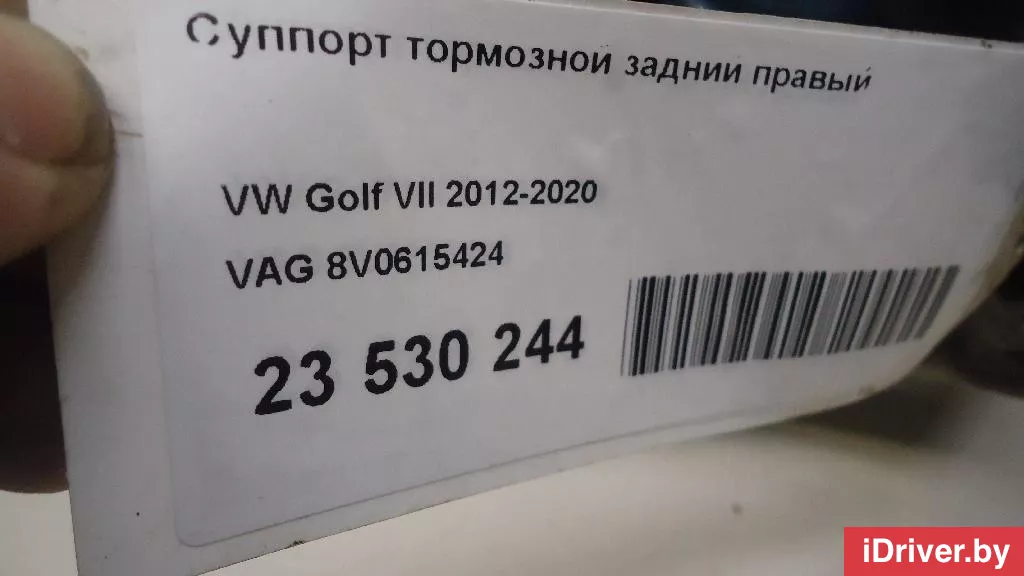 Суппорт тормозной задний правый
VW Golf VII 2012-2020
VAG 8V0615424
23 530 244
iDriver.by